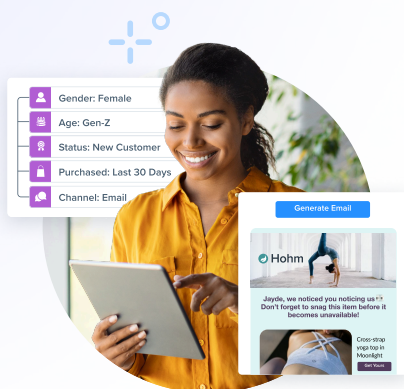 Gender: Female
Age: Gen-Z
Status: New Customer
Purchased: Last 30 Days
Channel: Email
Generate Email
Hohm
Jayde, we noticed you noticing us
Don't forget to snag this item before it
becomes unavailable!
Cross-strap
yoga top in
Moonlight
Get Yours